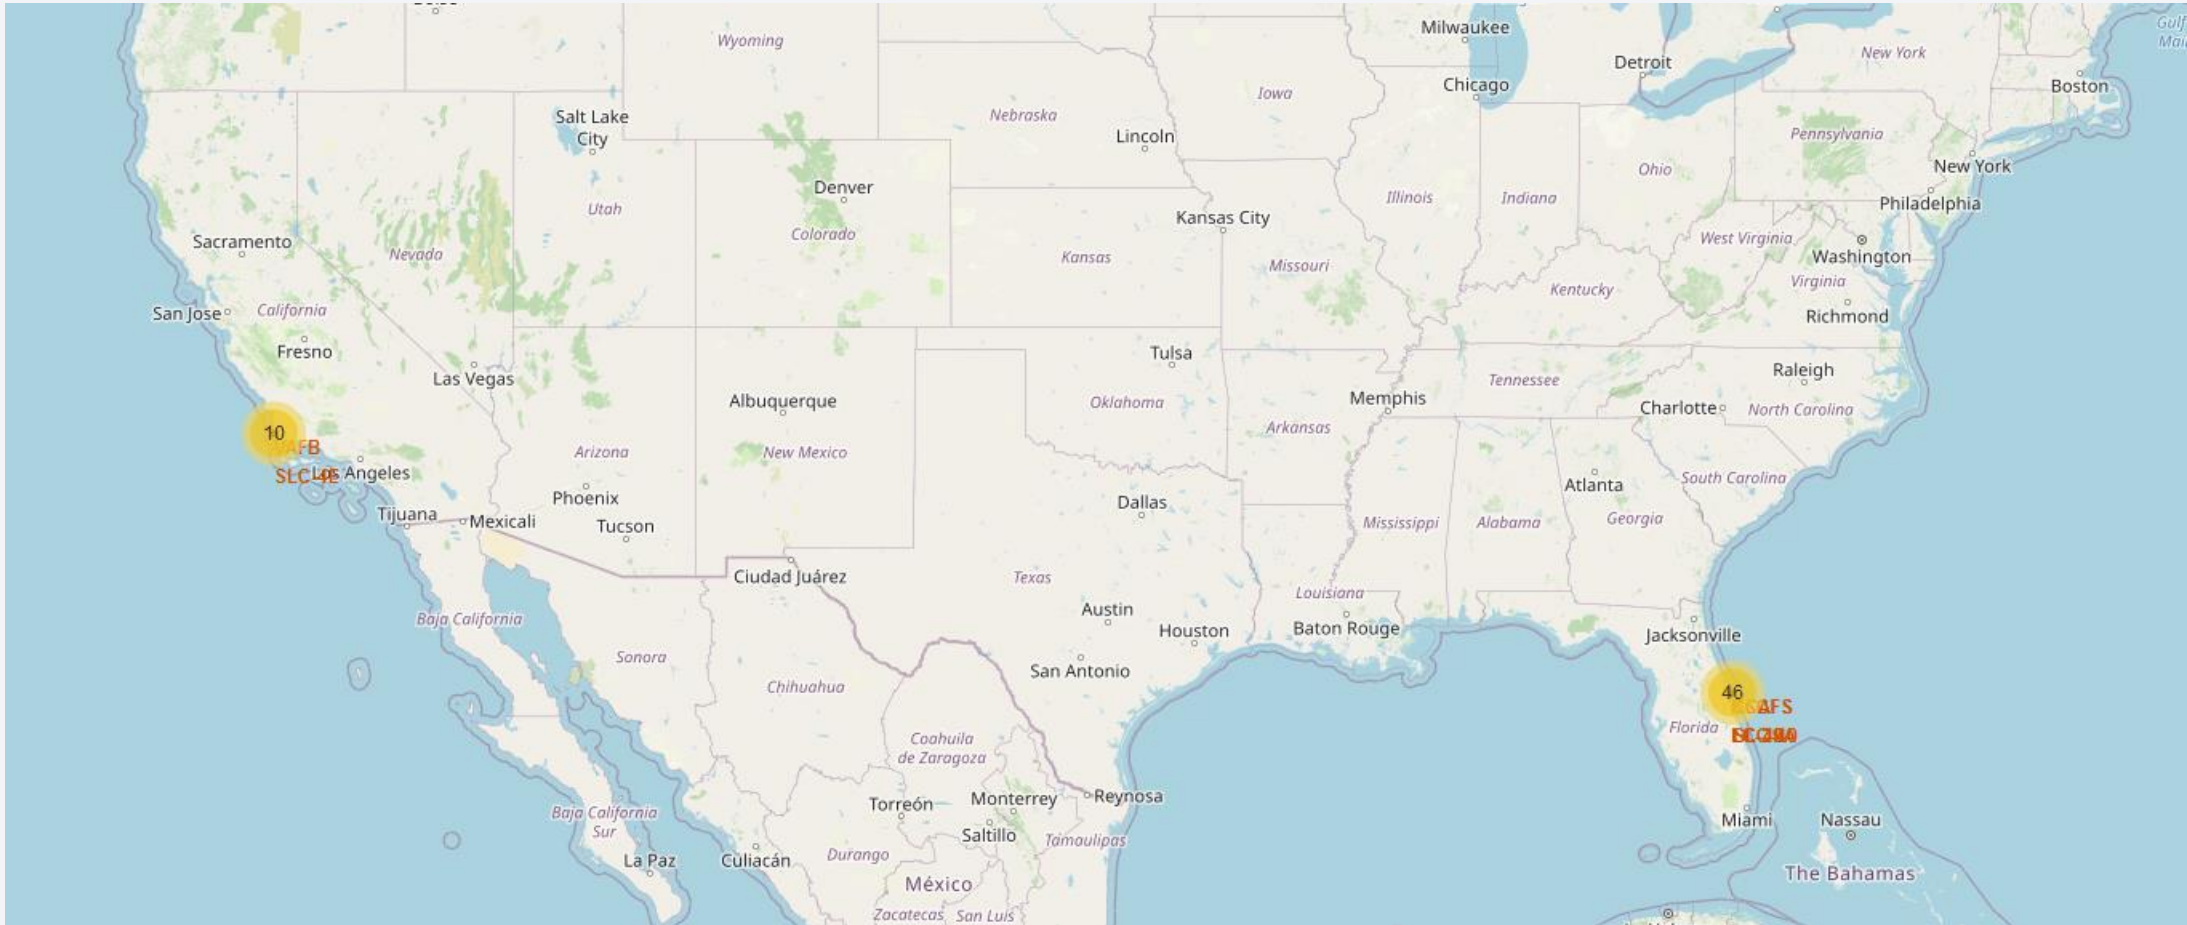 Wyoming
Milwaukee
New York
Detroit
Chicago
Boston
Iowa
Nebraska
Salt Lake
City
Lincoln
Pennsylvania
New York
Ohio
Denver
Utah
Illinois
Indiana
Philadelphia
Kansas City
Colorado
Sacramento
Nevada
West Virginia
Washington
Kansas
Missouri
Virginia
Kentucky
San Jose
California
Richmond
Fresno
Tulsa
Las Vegas
Raleigh
Tennessee
Albuquerque
Oklahoma
Memphis
Charlotte
North Carolina
Arkansas
10
VAFB
SLC-4E
Los Angeles
Arizona
New Mexico
Phoenix
Dallas
Atlanta
South Carolina
Tijuana
Mexicali
Tucson
Mississippi
Alabama
Georgia
Ciudad Juárez
Texas
Louisiana
Baja California
Austin
Houston
Baton Rouge
Jacksonville
Sonora
San Antonio
Chihuahua
46
Florida
Coahuila
de Zaragoza
Torreón
Monterrey
Reynosa
Baja California
Sur
Saltillo
Tamaulipas
Miami
Nassau
La Paz
Culiacán
Durango
México
The Bahamas
Zacatecas
San Luis